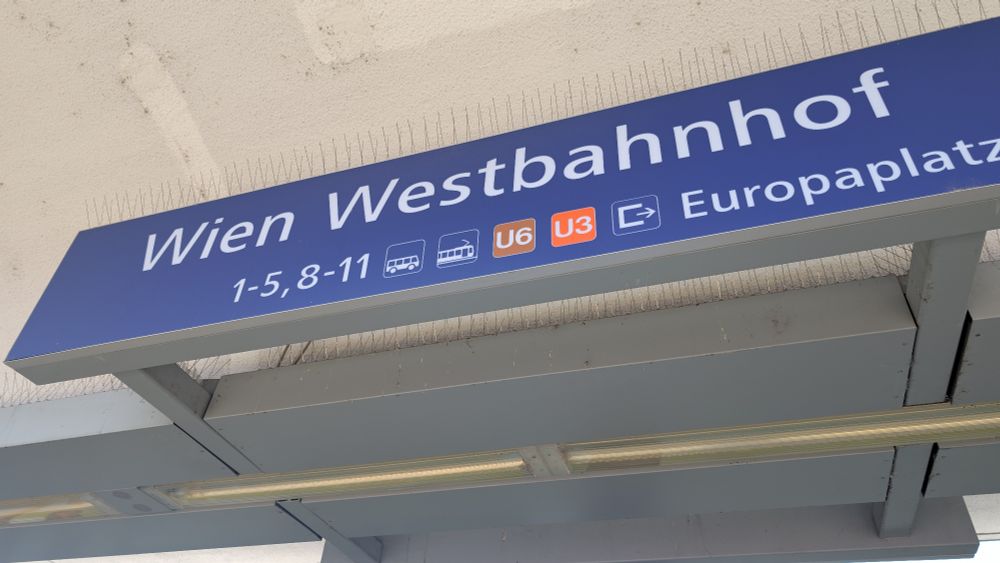 Wien Westbahnhof
1-5, 8-11 U6 U3 Europaplatz